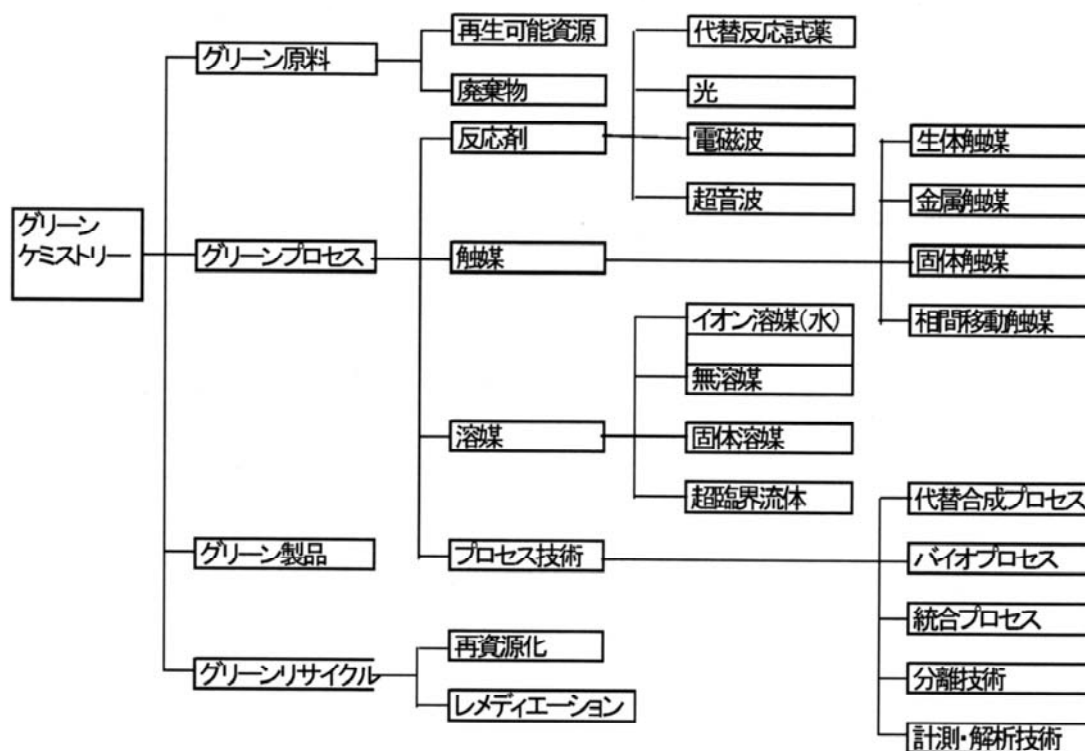 グリーン
ケミストリー
グリーン原料
再生可能資源
廃棄物
グリーンプロセス
反応剤
代替反応試薬
光
電磁波
超音波
触媒
生体触媒
金属触媒
固体触媒
相間移動触媒
溶媒
イオン溶媒(水)
無溶媒
固体溶媒
超臨界流体
プロセス技術
代替合成プロセス
バイオプロセス
統合プロセス
分離技術
計測・解析技術
グリーン製品
グリーンリサイクル
再資源化
レメディエーション